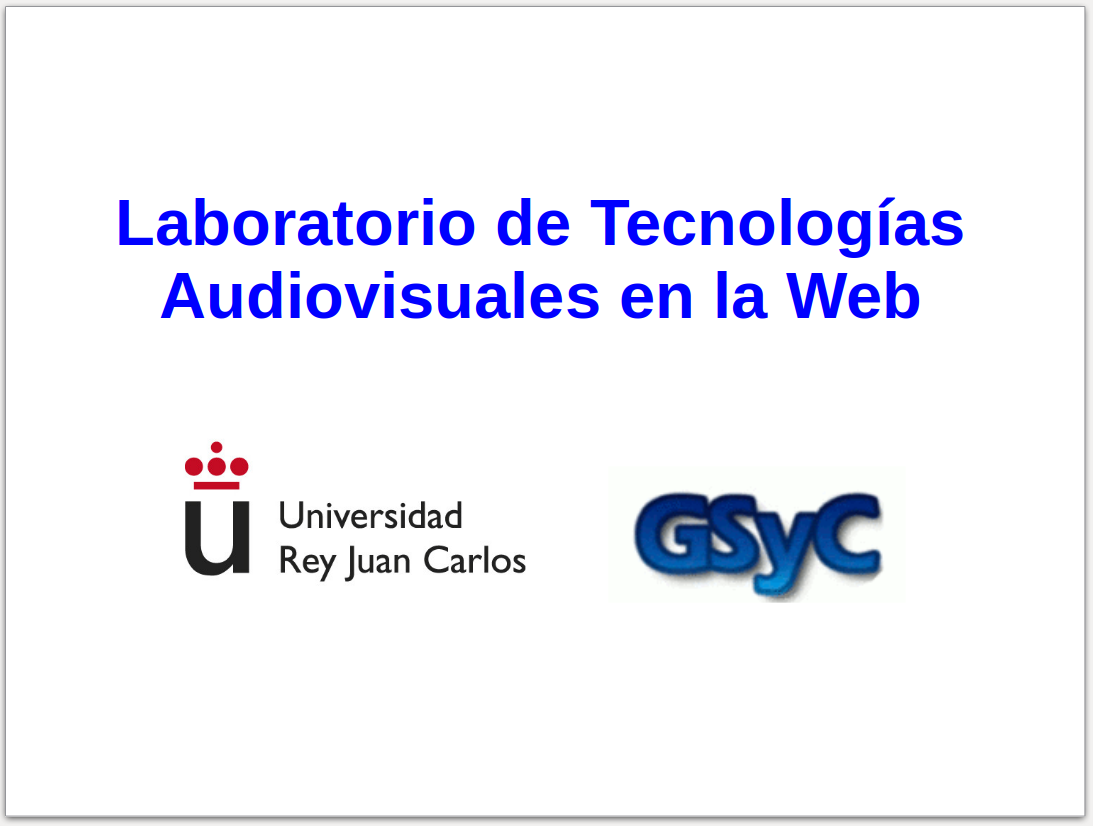 Laboratorio de Tecnologías
Audiovisuales en la Web
Universidad
Rey Juan Carlos
GSyC